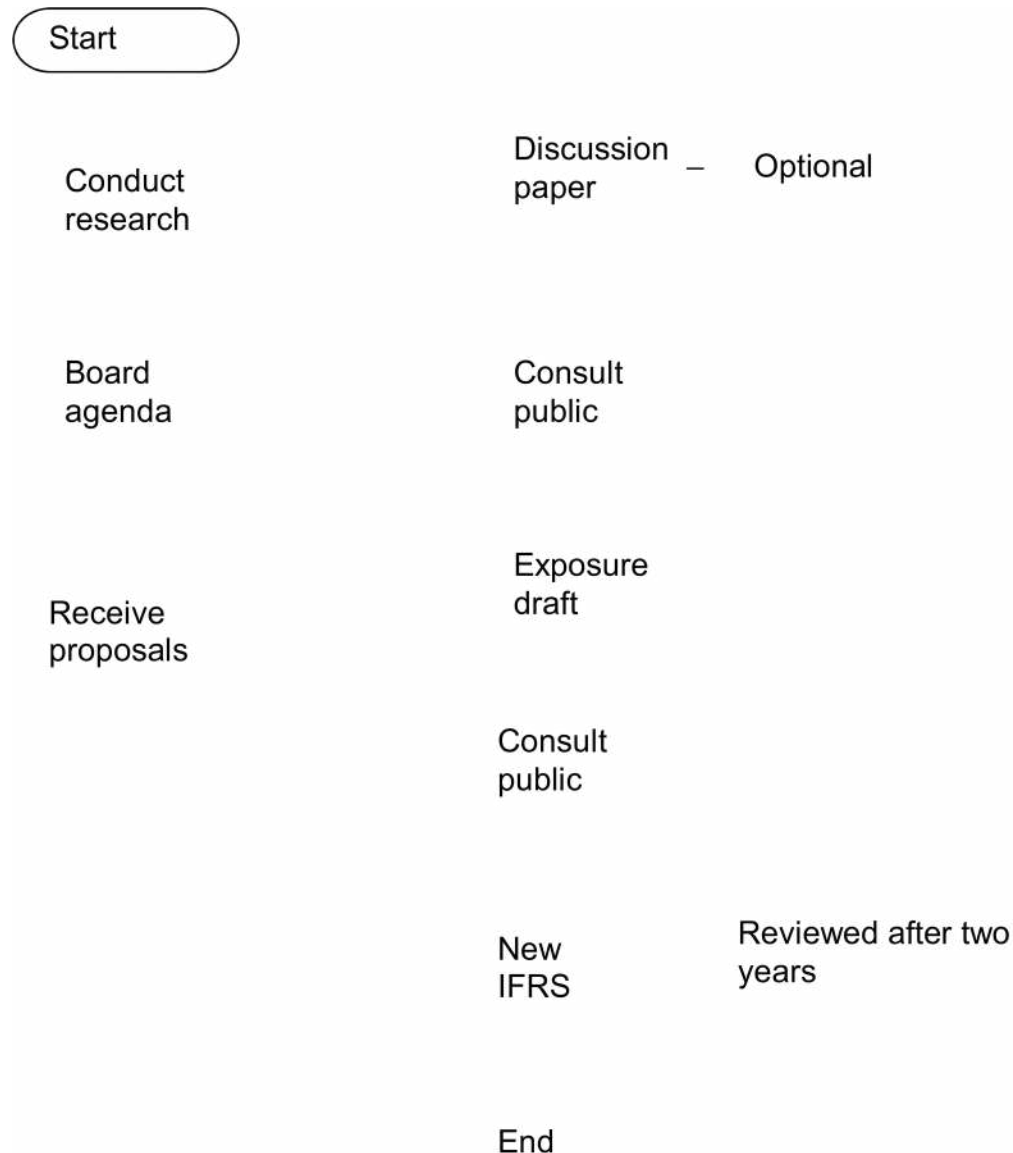 Start
Conduct
research
Board
agenda
Receive
proposals
Discussion
paper – Optional
Consult
public
Exposure
draft
Consult
public
New
IFRS
Reviewed after two
years
End